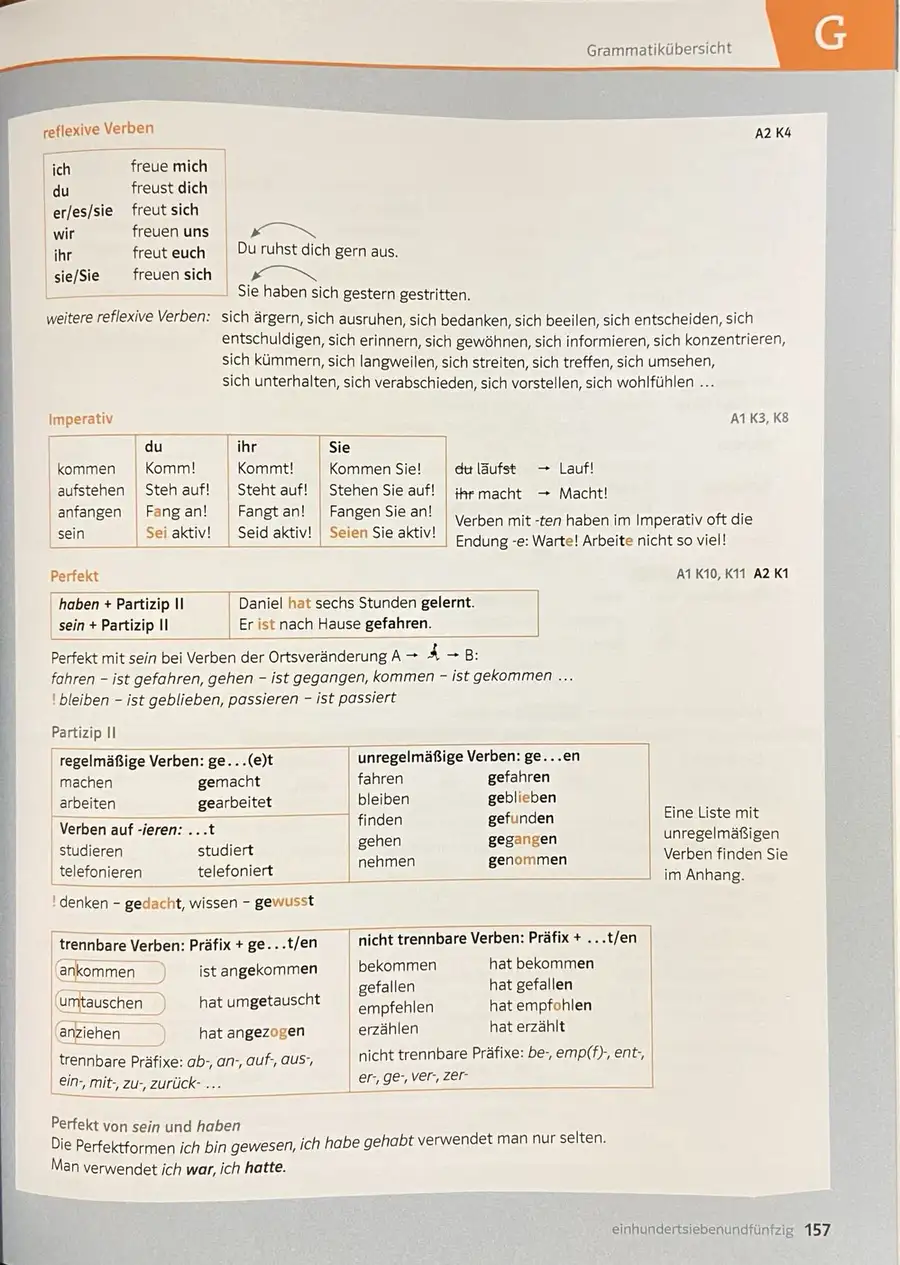 Grammatikübersicht
G
reflexive Verben
A2 K4
ich freue mich
du freust dich
er/es/sie freut sich
wir freuen uns
ihr freut euch
sie/Sie freuen sich
Du ruhst dich gern aus.
Sie haben sich gestern gestritten.
weitere reflexive Verben: sich ärgern, sich ausruhen, sich bedanken, sich beeilen, sich entscheiden, sich
entschuldigen, sich erinnern, sich gewöhnen, sich informieren, sich konzentrieren,
sich kümmern, sich langweilen, sich streiten, sich treffen, sich umsehen,
sich unterhalten, sich verabschieden, sich vorstellen, sich wohlfühlen ...
Imperativ
A1 K3, K8
du ihr Sie
kommen Komm! Kommt! Kommen Sie!
aufstehen Steh auf! Steht auf! Stehen Sie auf!
anfangen Fang an! Fangt an! Fangen Sie an!
sein Sei aktiv! Seid aktiv! Seien Sie aktiv!
du läufst → Lauf!
ihr macht → Macht!
Verben mit -ten haben im Imperativ oft die
Endung -e: Warte! Arbeite nicht so viel!
Perfekt
A1 K10, K11 A2 K1
haben + Partizip II Daniel hat sechs Stunden gelernt.
sein + Partizip II Er ist nach Hause gefahren.
Perfekt mit sein bei Verben der Ortsveränderung A → → B:
fahren – ist gefahren, gehen – ist gegangen, kommen – ist gekommen ...
! bleiben – ist geblieben, passieren – ist passiert
Partizip II
regelmäßige Verben: ge...(e)t
machen gemacht
arbeiten gearbeitet
Verben auf -ieren: ...t
studieren studiert
telefonieren telefoniert
unregelmäßige Verben: ge...en
fahren gefahren
bleiben geblieben
finden gefunden
gehen gegangen
nehmen genommen
Eine Liste mit
unregelmäßigen
Verben finden Sie
im Anhang.
! denken – gedacht, wissen – gewusst
trennbare Verben: Präfix + ge...t/en
ankommen ist angekommen
umtauschen hat umgetauscht
anziehen hat angezogen
trennbare Präfixe: ab-, an-, auf-, aus-,
ein-, mit-, zu-, zurück- ...
nicht trennbare Verben: Präfix + ...t/en
bekommen hat bekommen
gefallen hat gefallen
empfehlen hat empfohlen
erzählen hat erzählt
nicht trennbare Präfixe: be-, emp(f)-, ent-,
er-, ge-, ver-, zer-
Perfekt von sein und haben
Die Perfektformen ich bin gewesen, ich habe gehabt verwendet man nur selten.
Man verwendet ich war, ich hatte.
einhundertsiebenundfünfzig 157